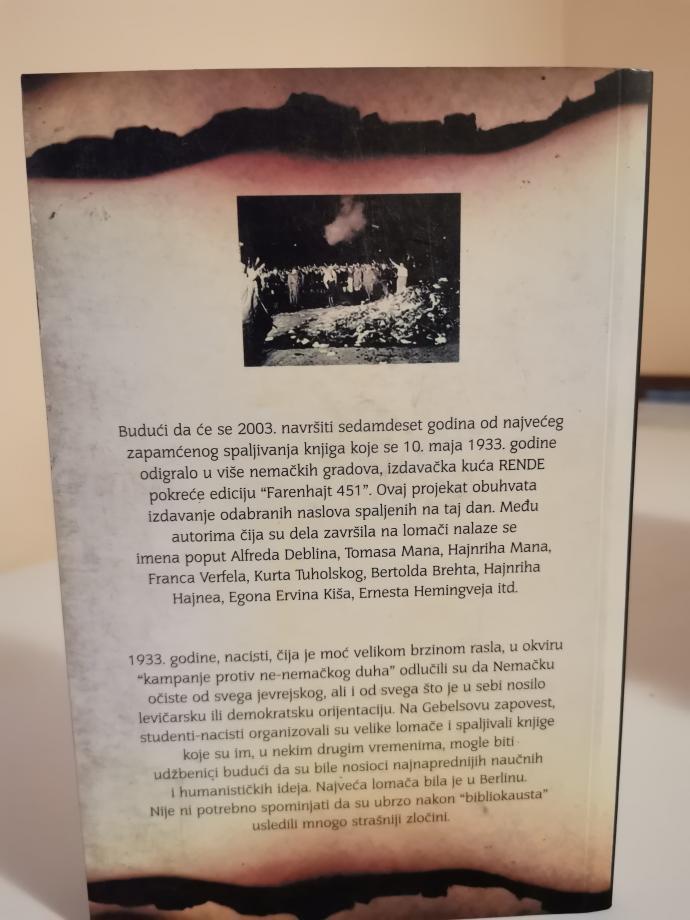 Budući da će se 2003. navršiti sedamdeset godina od najvećeg
zapamćenog spaljivanja knjiga koje se 10. maja 1933. godine
odigralo u više nemačkih gradova, izdavačka kuća RENDE
pokreće ediciju “Farenhajt 451”. Ovaj projekat obuhvata
izdavanje odabranih naslova spaljenih na taj dan. Među
autorima čija su dela završila na lomači nalaze se
imena poput Alfreda Deblina, Tomasa Mana, Hajnriha Mana,
Franca Verfela, Kurta Tuholskog, Bertolda Brehta, Hajnriha
Hajnea, Egona Ervina Kiša, Ernesta Hemingveja itd.
1933. godine, nacisti, čija je moć velikom brzinom rasla, u okviru
“kampanje protiv ne-nemačkog duha” odlučili su da Nemačku
očiste od svega jevrejskog, ali i od svega što je u sebi nosilo
levičarsku ili demokratsku orijentaciju. Na Gebelsovu zapovest,
studenti-nacisti organizovali su velike lomače i spaljivali knjige
koje su im, u nekim drugim vremenima, mogle biti
udžbenici budući da su bile nosioci najnaprednijih naučnih
i humanističkih ideja. Najveća lomača bila je u Berlinu.
Nije ni potrebno spominjati da su ubrzo nakon “bibliokausta”
usledili mnogo strašniji zločini.